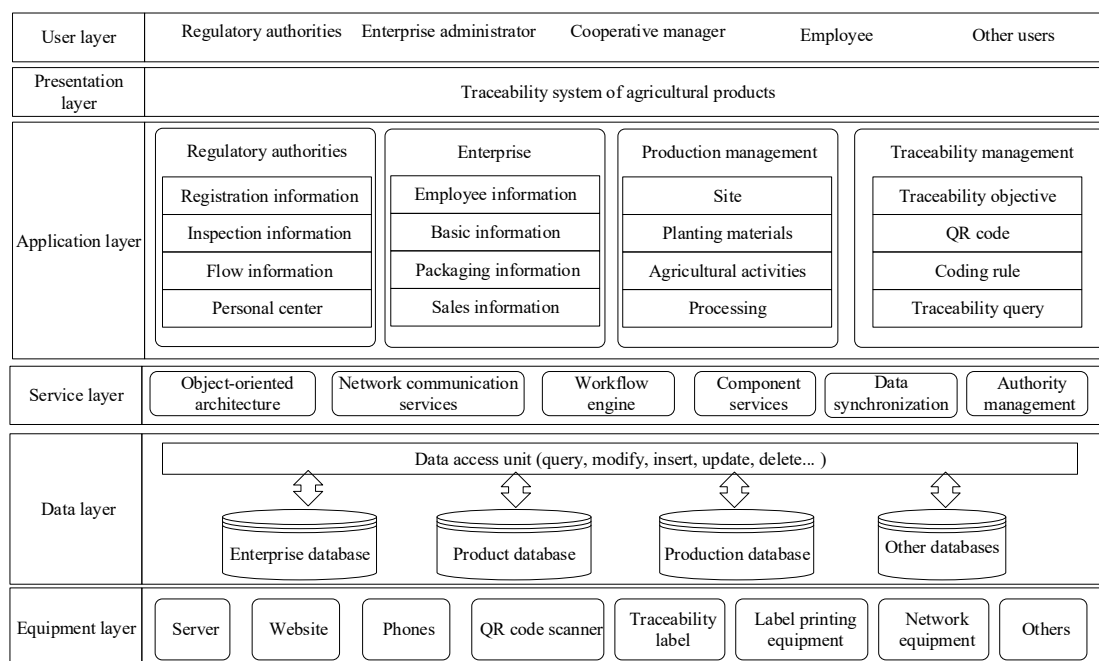 User layer
Regulatory authorities
Enterprise administrator
Cooperative manager
Employee
Other users
Presentation
layer
Traceability system of agricultural products
Application layer
Regulatory authorities
Registration information
Inspection information
Flow information
Personal center
Enterprise
Employee information
Basic information
Packaging information
Sales information
Production management
Site
Planting materials
Agricultural activities
Processing
Traceability management
Traceability objective
QR code
Coding rule
Traceability query
Service layer
Object-oriented
architecture
Network communication
services
Workflow
engine
Component
services
Data
synchronization
Authority
management
Data layer
Data access unit (query, modify, insert, update, delete... )
Enterprise database
Product database
Production database
Other databases
Equipment layer
Server
Website
Phones
QR code scanner
Traceability
label
Label printing
equipment
Network
equipment
Others